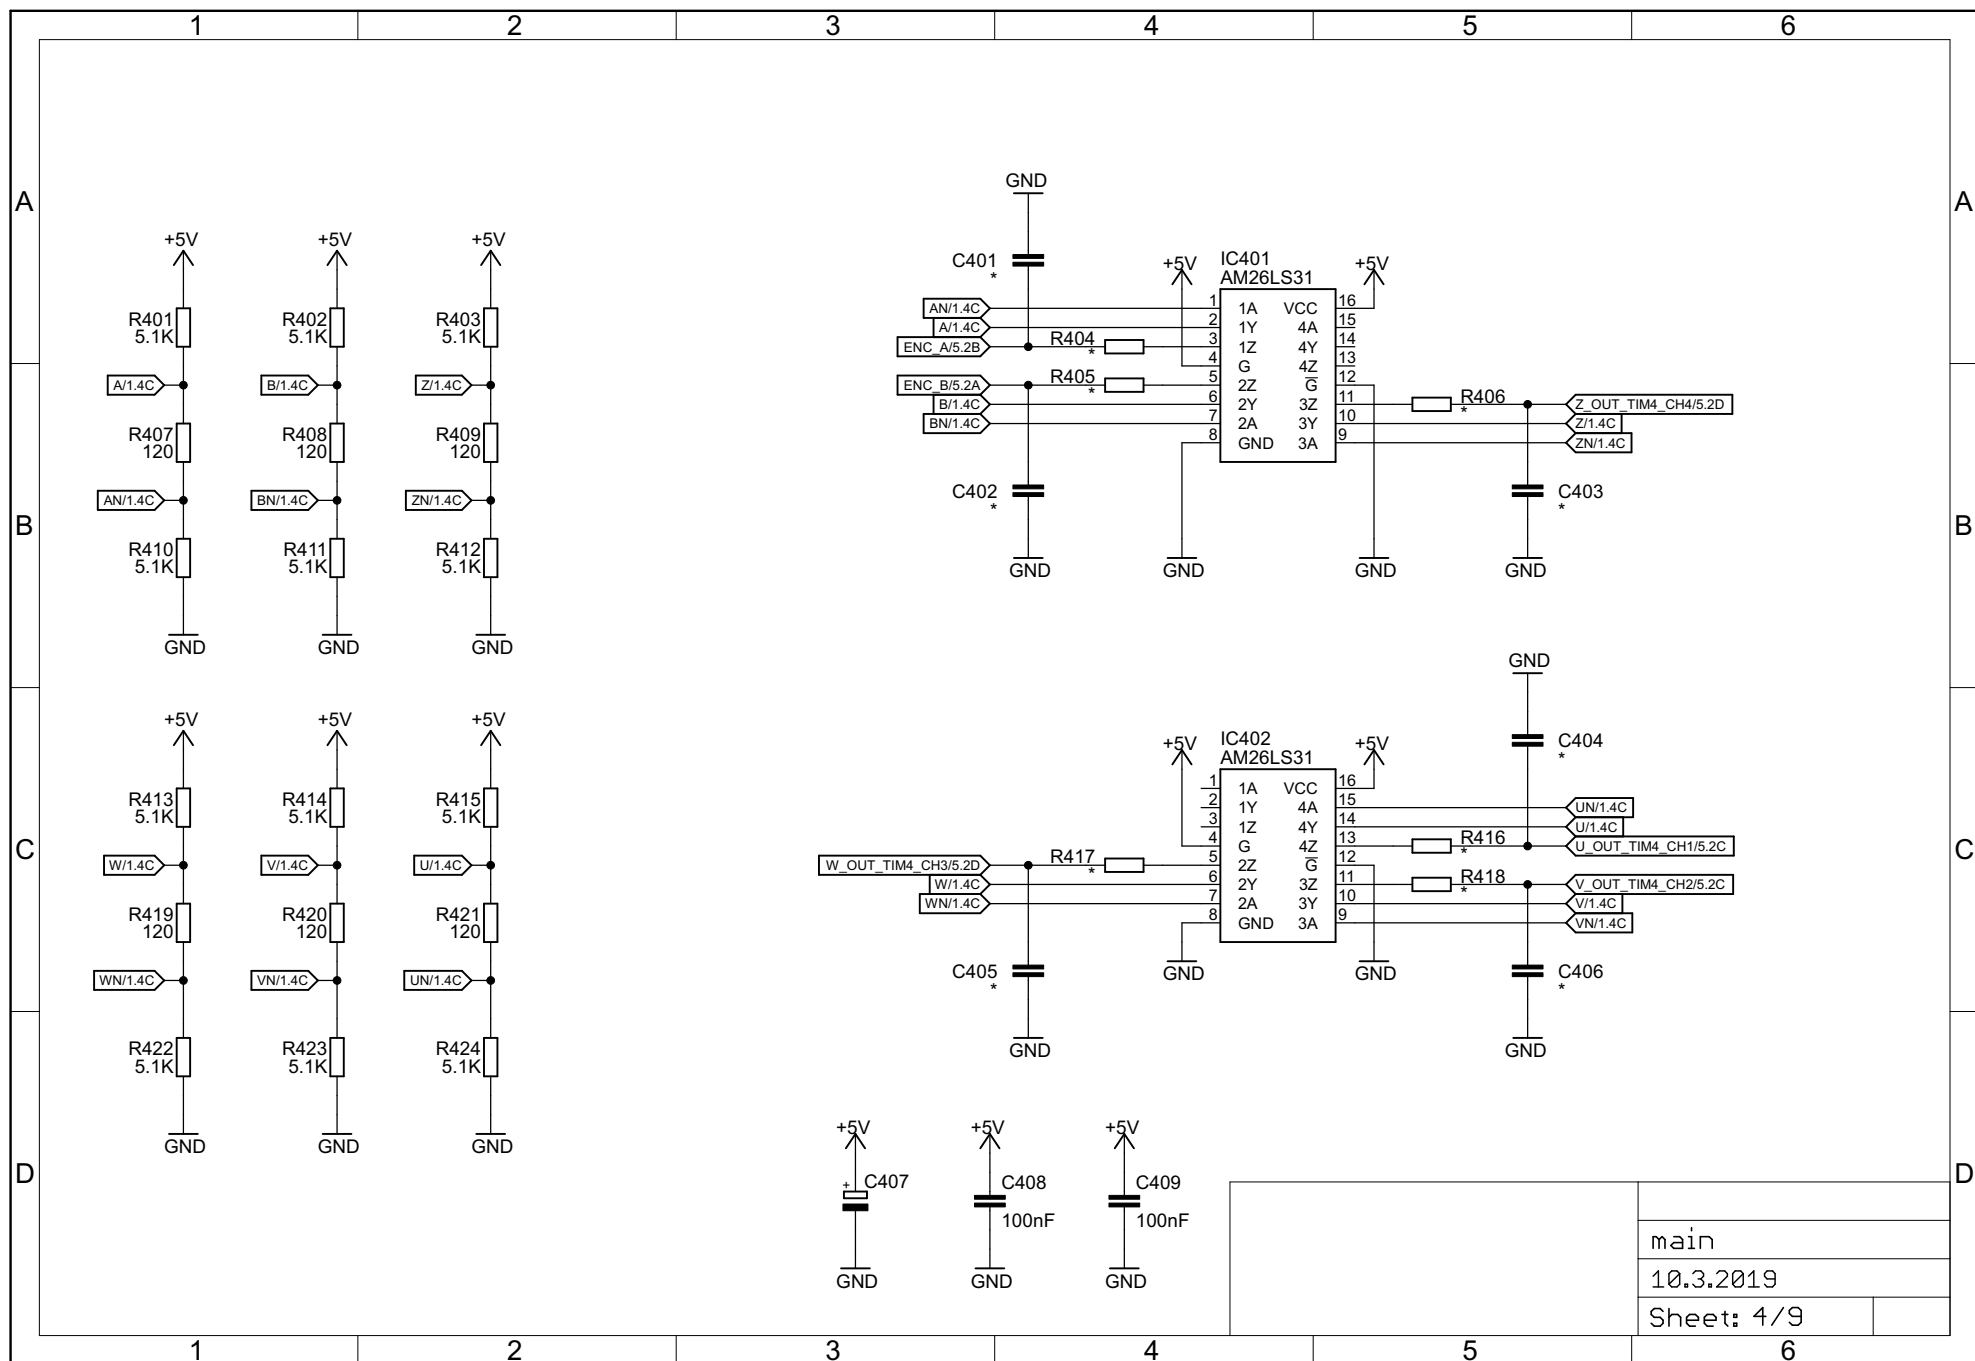 1 2 3 4 5 6
A A
GND
+5V +5V +5V
C401
*
+5V
IC401
AM26LS31
+5V
R401
5.1K
R402
5.1K
R403
5.1K
AN/1.4C
A/1.4C
ENC_A/5.2B
R404
*
1 1A VCC 16
2 1Y 4A 15
3 1Z 4Y 14
4 G 4Z 13
5 2Z G 12
6 2Y 3Z 11
7 2A 3Y 10
8 GND 3A 9
A/1.4C
B/1.4C
Z/1.4C
ENC_B/5.2A
B/1.4C
BN/1.4C
R405
*
R406
*
Z_OUT_TIM4_CH4/5.2D
Z/1.4C
ZN/1.4C
R407
120
R408
120
R409
120
AN/1.4C
BN/1.4C
ZN/1.4C
C402
*
C403
*
B B
R410
5.1K
R411
5.1K
R412
5.1K
GND GND GND GND
GND GND GND
GND
+5V +5V +5V
+5V
IC402
AM26LS31
+5V
C404
*
R413
5.1K
R414
5.1K
R415
5.1K
1 1A VCC 16
2 1Y 4A 15
3 1Z 4Y 14
4 G 4Z 13
5 2Z G 12
6 2Y 3Z 11
7 2A 3Y 10
8 GND 3A 9
UN/1.4C
U/1.4C
U_OUT_TIM4_CH1/5.2C
R416
*
C C
W/1.4C
V/1.4C
U/1.4C
W_OUT_TIM4_CH3/5.2D
W/1.4C
WN/1.4C
R417
*
R418
*
V_OUT_TIM4_CH2/5.2C
V/1.4C
VN/1.4C
R419
120
R420
120
R421
120
WN/1.4C
VN/1.4C
UN/1.4C
C405
*
GND GND
C406
*
R422
5.1K
R423
5.1K
R424
5.1K
GND GND
GND GND GND
+5V +5V +5V
D D
+ C407
C408
100nF
C409
100nF
GND GND GND
main
10.3.2019
Sheet: 4/9
1 2 3 4 5 6